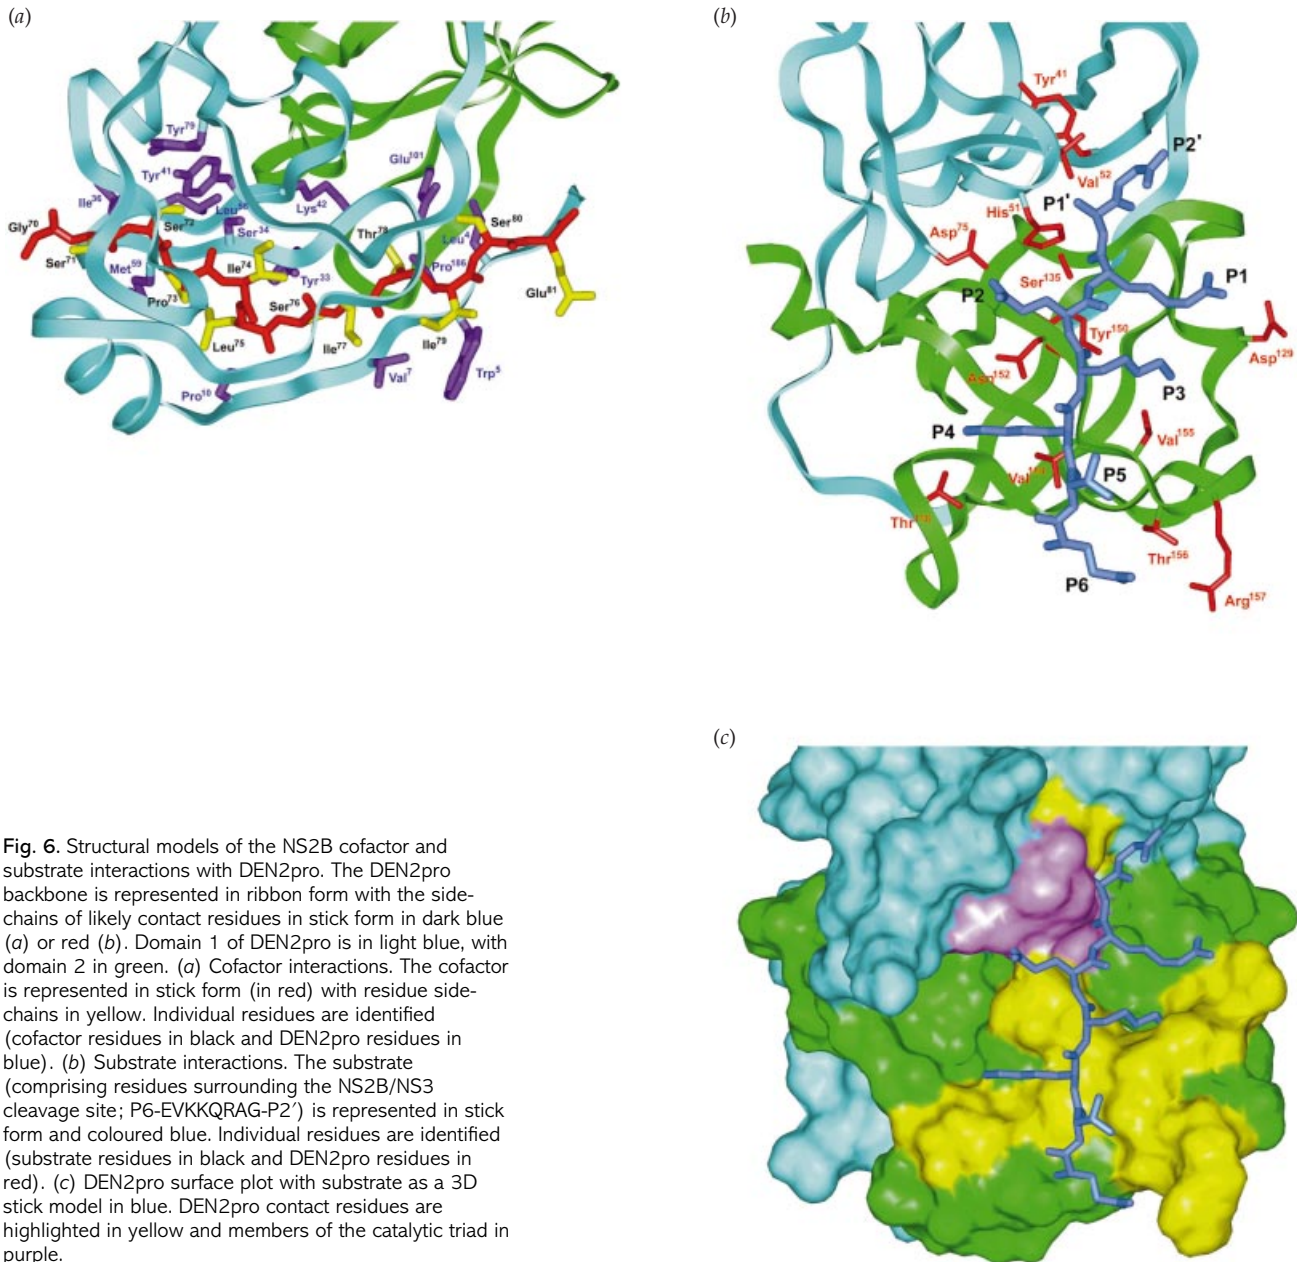 (a)
Tyr79
Tyr41
Ile36
Glu101
Lys42
Gly70
Ser72
Ser34
Thr78
Ser80
Ser71
Met59
Ile74
Tyr33
Pro73
Ser76
Glu81
Leu75
Ile77
Ile79
Pro10
Val7
Trp5
(b)
Tyr41
P2'
Val52
P1'
His51
Asp75
Ser135
P2
P1
Tyr150
Asp129
Asn152
P3
P4
Val155
P5
Thr156
P6
Arg157
(c)
Fig. 6. Structural models of the NS2B cofactor and
substrate interactions with DEN2pro. The DEN2pro
backbone is represented in ribbon form with the side-
chains of likely contact residues in stick form in dark blue
(a) or red (b). Domain 1 of DEN2pro is in light blue, with
domain 2 in green. (a) Cofactor interactions. The cofactor
is represented in stick form (in red) with residue side-
chains in yellow. Individual residues are identified
(cofactor residues in black and DEN2pro residues in
blue). (b) Substrate interactions. The substrate
(comprising residues surrounding the NS2B/NS3
cleavage site; P6-EVKKQRAG-P2′) is represented in stick
form and coloured blue. Individual residues are identified
(substrate residues in black and DEN2pro residues in
red). (c) DEN2pro surface plot with substrate as a 3D
stick model in blue. DEN2pro contact residues are
highlighted in yellow and members of the catalytic triad in
purple.